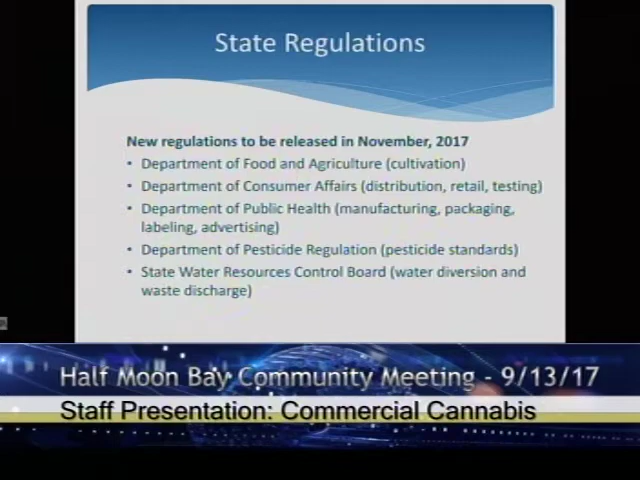 State Regulations
New regulations to be released in November, 2017
• Department of Food and Agriculture (cultivation)
• Department of Consumer Affairs (distribution, retail, testing)
• Department of Public Health (manufacturing, packaging,
labeling, advertising)
• Department of Pesticide Regulation (pesticide standards)
• State Water Resources Control Board (water diversion and
waste discharge)
Half Moon Bay Community Meeting - 9/13/17
Staff Presentation: Commercial Cannabis